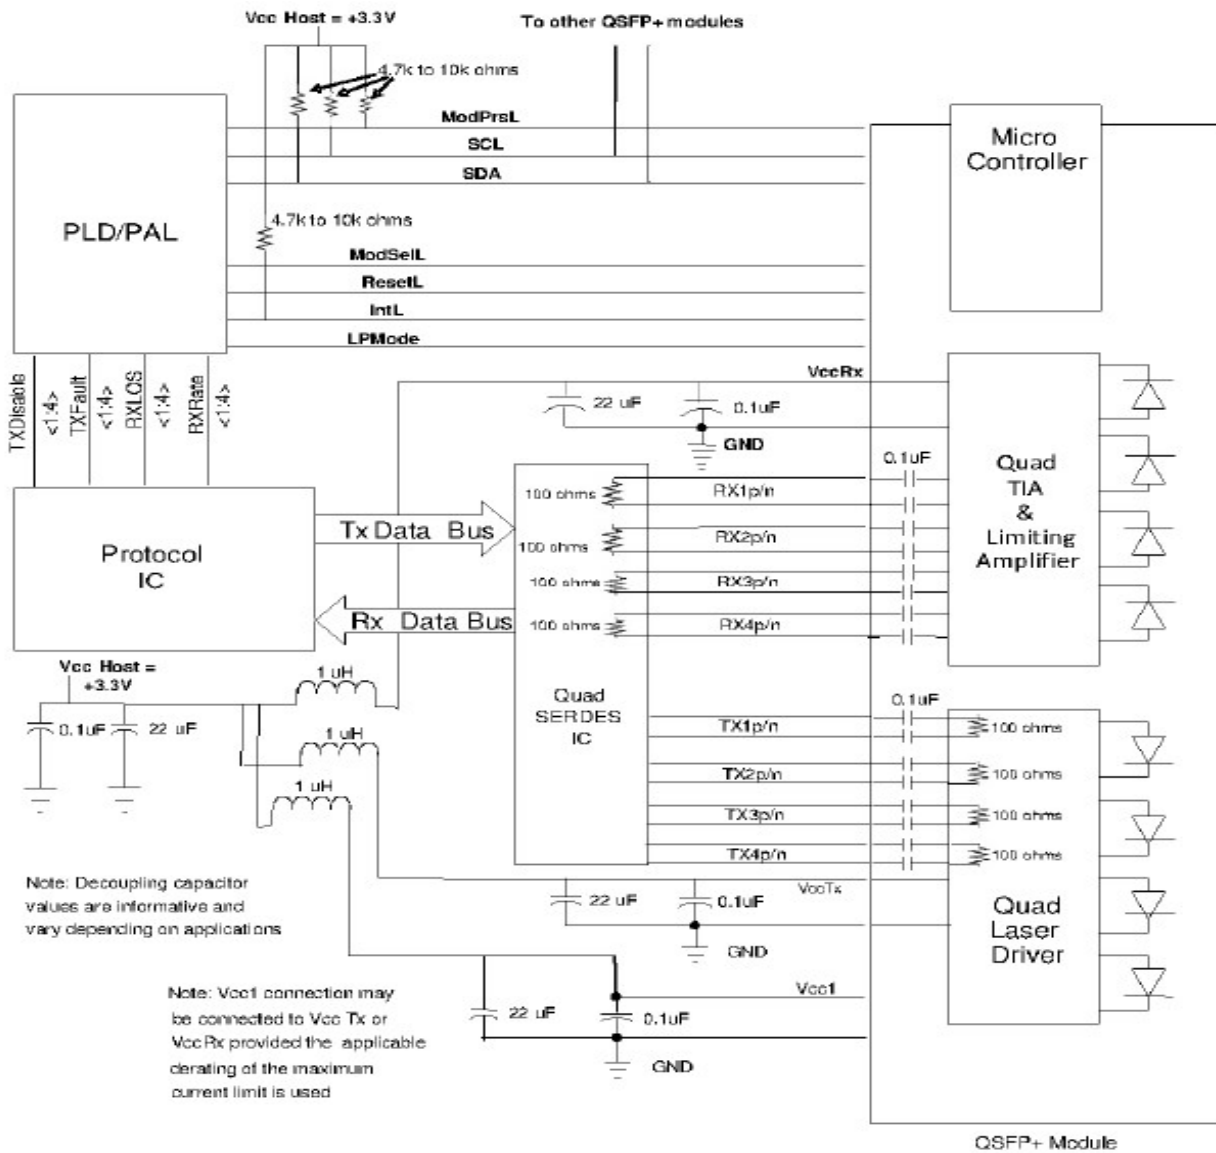 Vcc Host = +3.3V
To other QSFP+ modules
4.7k to 10k ohms
ModPrsL
SCL
SDA
Micro
Controller
PLD/PAL
4.7k to 10k ohms
ModSelL
ResetL
IntL
LPMode
TXDisable
<1:4>
TXFault
<1:4>
RXLOS
<1:4>
RXRate
<1:4>
VccRx
22 uF
0.1uF
GND
0.1uF
100 ohms
RX1p/n
Quad
TIA
&
Limiting
Amplifier
Tx Data Bus
100 ohms
RX2p/n
Protocol
IC
100 ohms
RX3p/n
Rx Data Bus
100 ohms
RX4p/n
Vcc Host =
+3.3V
1 uH
Quad
SERDES
IC
0.1uF
0.1uF
22 uF
1 uH
1 uH
TX1p/n
100 ohms
TX2p/n
100 ohms
TX3p/n
100 ohms
TX4p/n
100 ohms
Note: Decoupling capacitor
values are informative and
vary depending on applications
VccTx
22 uF
0.1uF
GND
Quad
Laser
Driver
Note: Vcc1 connection may
be connected to Vcc Tx or
Vcc Rx provided the applicable
derating of the maximum
current limit is used
Vcc1
22 uF
0.1uF
GND
QSFP+ Module